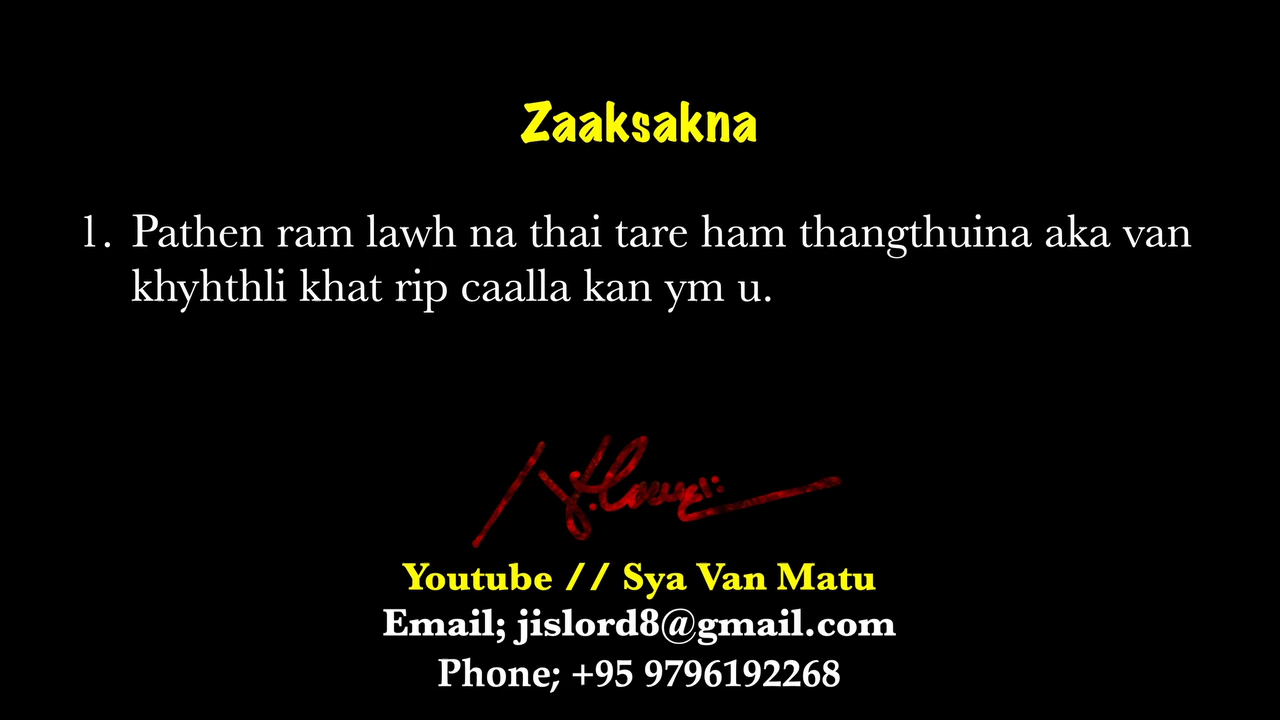 Zaaksakna
1. Pathen ram lawh na thai tare ham thangthuina aka van
khyhthli khat rip caalla kan ym u.
Youtube // Sya Van Matu
Email; jislord8@gmail.com
Phone; +95 9796192268